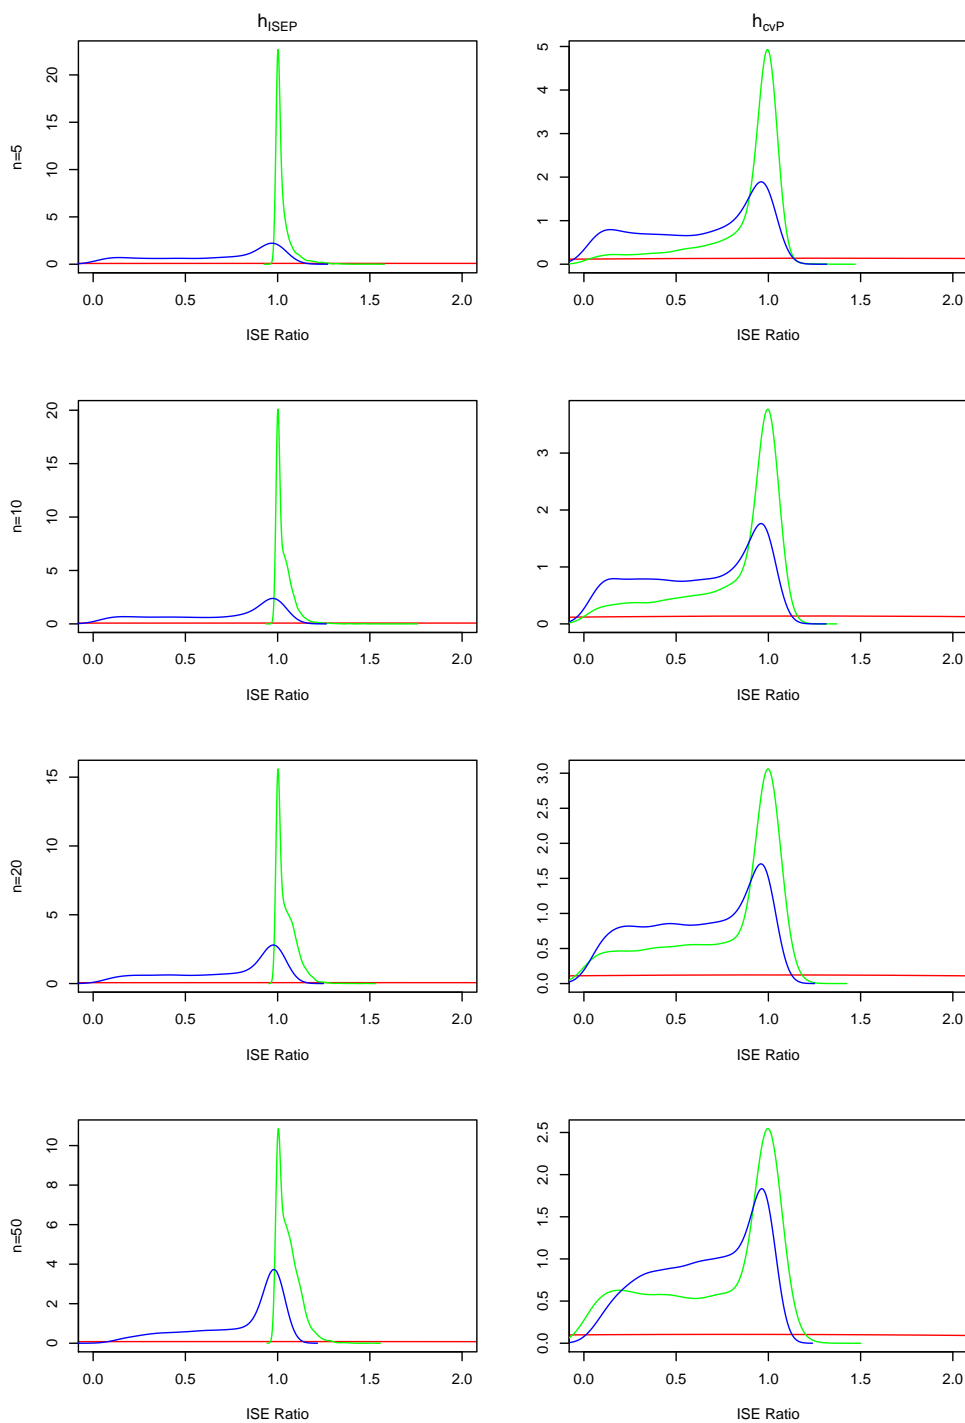 h_ISEP
h_cvP
n=5
0 5 10 15 20
0.0 0.5 1.0 1.5 2.0
ISE Ratio
0 1 2 3 4 5
0.0 0.5 1.0 1.5 2.0
ISE Ratio
n=10
0 5 10 15 20
0.0 0.5 1.0 1.5 2.0
ISE Ratio
0 1 2 3
0.0 0.5 1.0 1.5 2.0
ISE Ratio
n=20
0 5 10 15
0.0 0.5 1.0 1.5 2.0
ISE Ratio
0.0 0.5 1.0 1.5 2.0 2.5 3.0
0.0 0.5 1.0 1.5 2.0
ISE Ratio
n=50
0 2 4 6 8 10
0.0 0.5 1.0 1.5 2.0
ISE Ratio
0.0 0.5 1.0 1.5 2.0 2.5
0.0 0.5 1.0 1.5 2.0
ISE Ratio